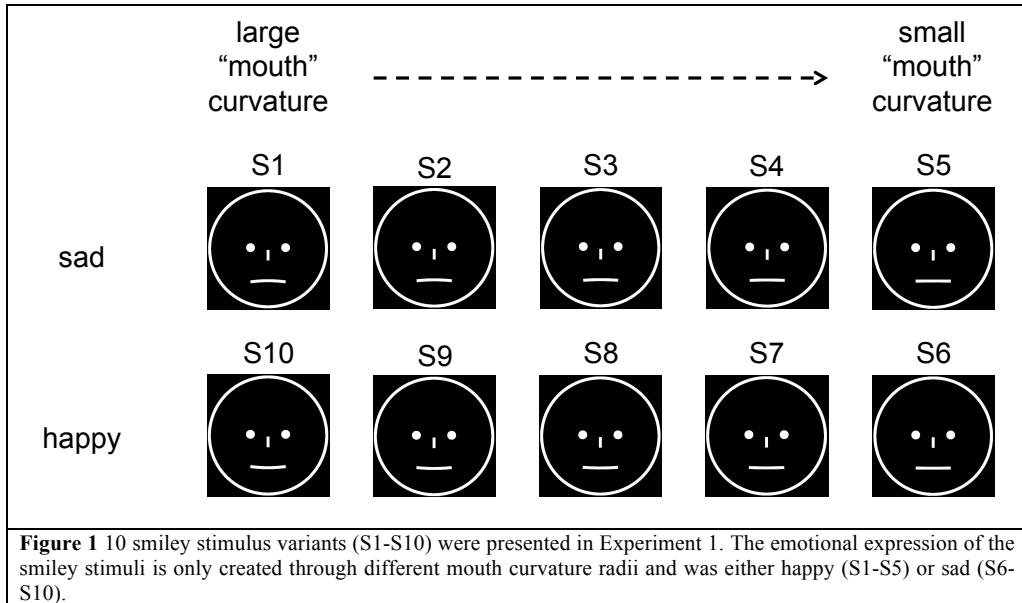 large
“mouth”
curvature
small
“mouth”
curvature
S1 S2 S3 S4 S5
sad
S10 S9 S8 S7 S6
happy
Figure 1 10 smiley stimulus variants (S1-S10) were presented in Experiment 1. The emotional expression of the
smiley stimuli is only created through different mouth curvature radii and was either happy (S1-S5) or sad (S6-
S10).